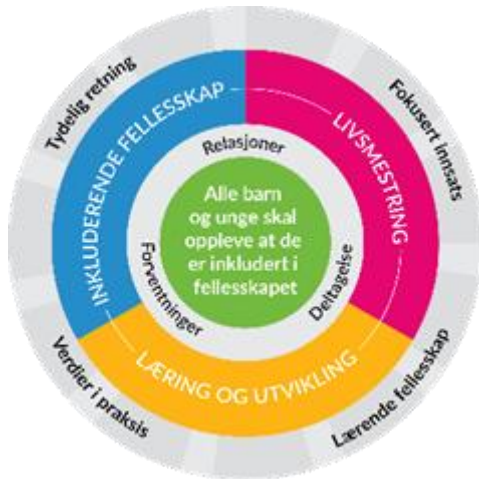 Tydelig retning
Fokusert innsats
INKLUDERENDE FELLESSKAP
LIVSMESTRING
Relasjoner
Alle barn
og unge skal
oppleve at de
er inkludert i
fellesskapet
Forventninger
Deltagelse
LÆRING OG UTVIKLING
Verdier i praksis
Lærende fellesskap